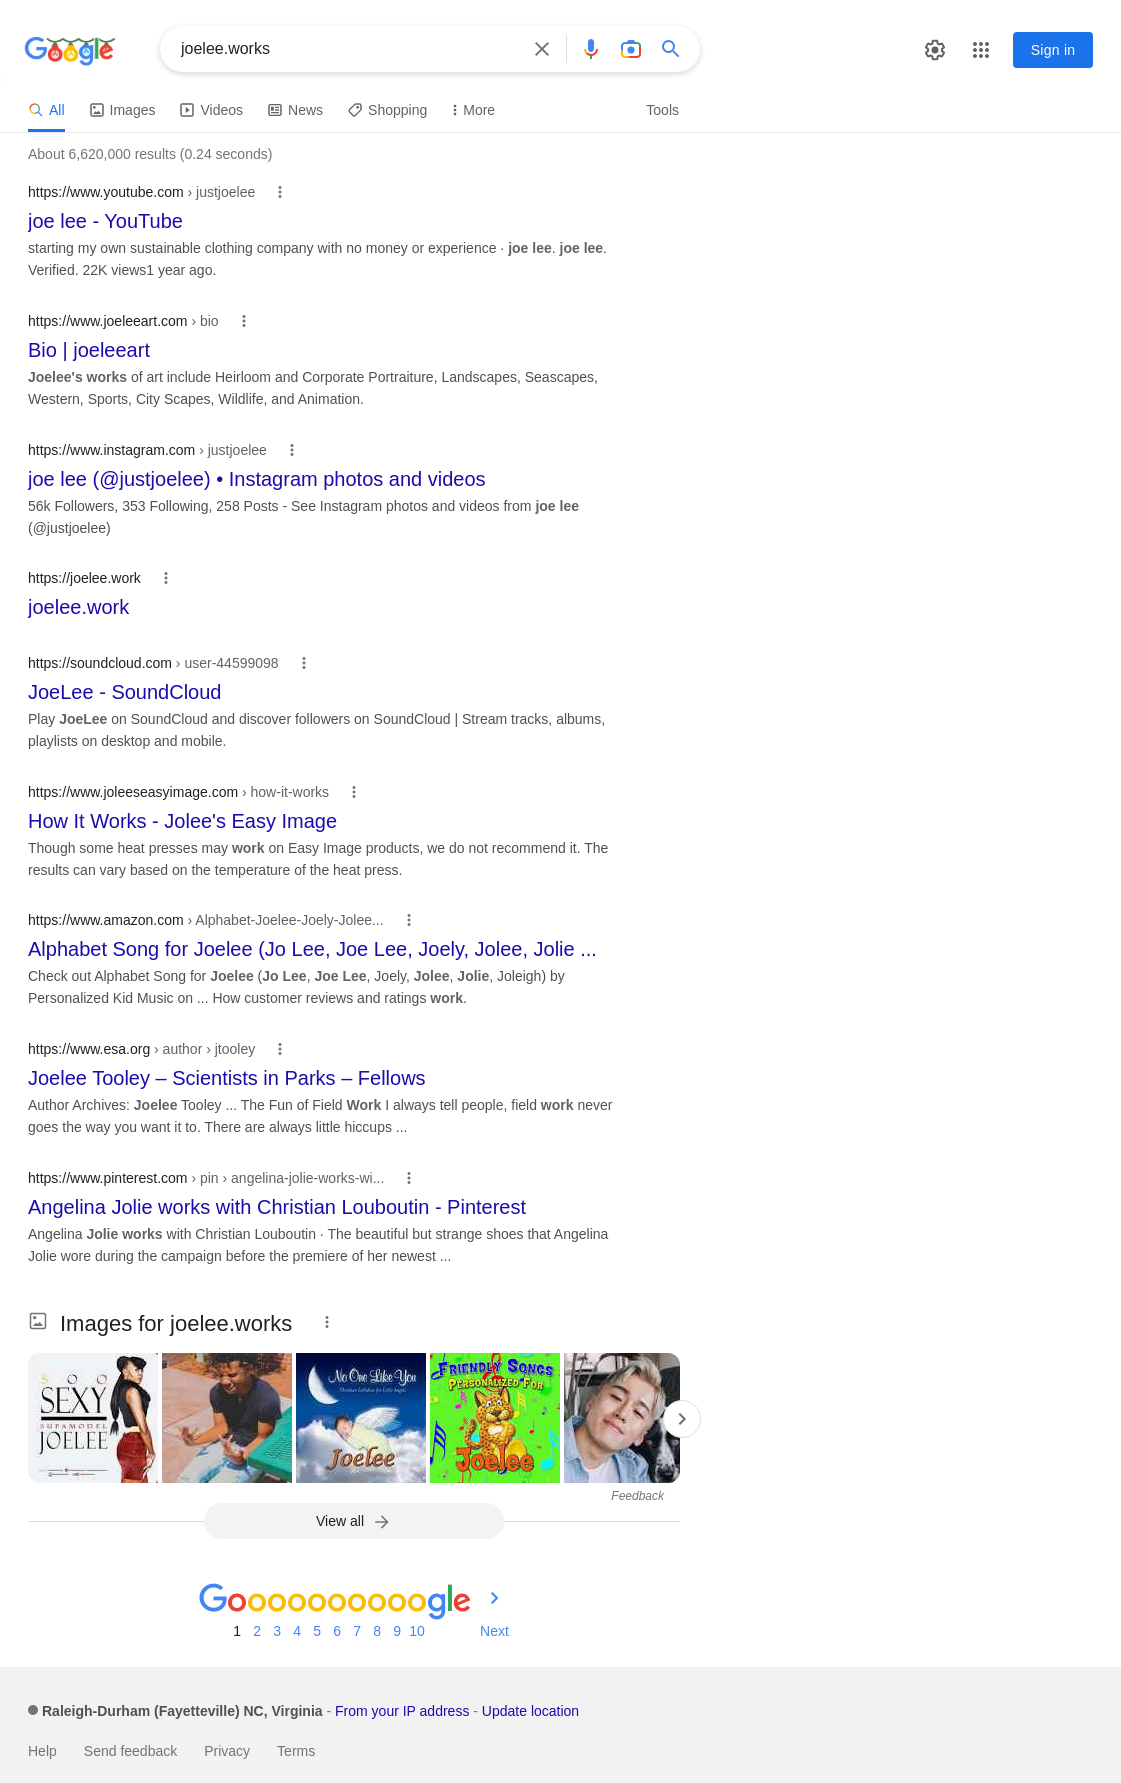 Google
joelee.works
Sign in
All Images Videos News Shopping More Tools
About 6,620,000 results (0.24 seconds)
https://www.youtube.com › justjoelee
joe lee - YouTube
starting my own sustainable clothing company with no money or experience · joe lee. joe lee.
Verified. 22K views1 year ago.
https://www.joeleeart.com › bio
Bio | joeleeart
Joelee's works of art include Heirloom and Corporate Portraiture, Landscapes, Seascapes,
Western, Sports, City Scapes, Wildlife, and Animation.
https://www.instagram.com › justjoelee
joe lee (@justjoelee) • Instagram photos and videos
56k Followers, 353 Following, 258 Posts - See Instagram photos and videos from joe lee
(@justjoelee)
https://joelee.work
joelee.work
https://soundcloud.com › user-44599098
JoeLee - SoundCloud
Play JoeLee on SoundCloud and discover followers on SoundCloud | Stream tracks, albums,
playlists on desktop and mobile.
https://www.joleeseasyimage.com › how-it-works
How It Works - Jolee's Easy Image
Though some heat presses may work on Easy Image products, we do not recommend it. The
results can vary based on the temperature of the heat press.
https://www.amazon.com › Alphabet-Joelee-Joely-Jolee...
Alphabet Song for Joelee (Jo Lee, Joe Lee, Joely, Jolee, Jolie ...
Check out Alphabet Song for Joelee (Jo Lee, Joe Lee, Joely, Jolee, Jolie, Joleigh) by
Personalized Kid Music on ... How customer reviews and ratings work.
https://www.esa.org › author › jtooley
Joelee Tooley – Scientists in Parks – Fellows
Author Archives: Joelee Tooley ... The Fun of Field Work I always tell people, field work never
goes the way you want it to. There are always little hiccups ...
https://www.pinterest.com › pin › angelina-jolie-works-wi...
Angelina Jolie works with Christian Louboutin - Pinterest
Angelina Jolie works with Christian Louboutin · The beautiful but strange shoes that Angelina
Jolie wore during the campaign before the premiere of her newest ...
Images for joelee.works
SOO
SEXY
SUPAMODEL
JOELEE
No One Like You
Christian Lullabies for Little Angels
Joelee
FRIENDLY SONGS
PERSONALIZED FOR
Joelee
Feedback
View all
Goooooooooogle
1 2 3 4 5 6 7 8 9 10 Next
Raleigh-Durham (Fayetteville) NC, Virginia - From your IP address - Update location
Help Send feedback Privacy Terms